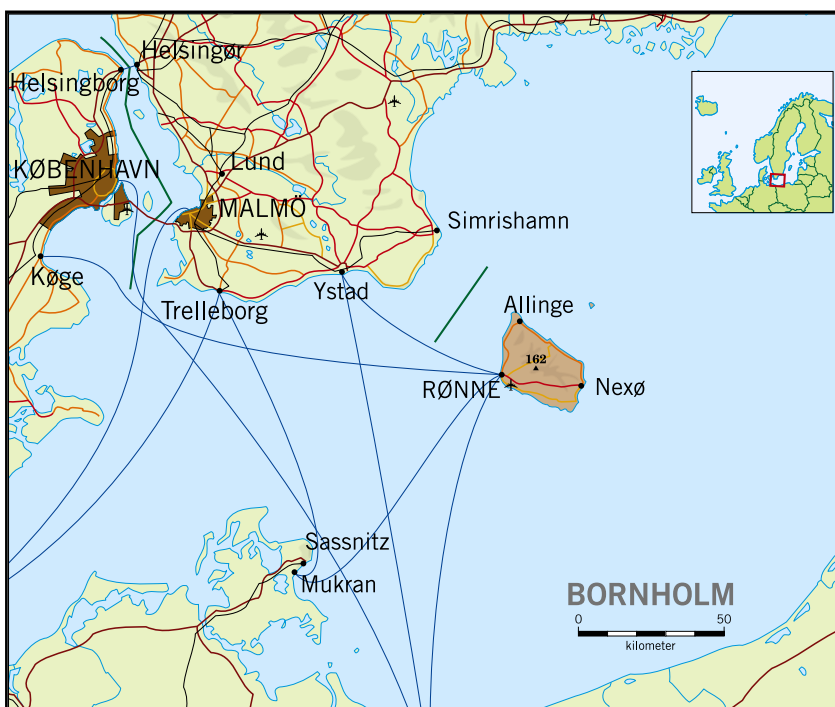 Helsingør
Helsingborg
KØBENHAVN
Lund
MALMÖ
Simrishamn
Køge
Trelleborg
Ystad
Allinge
162
RØNNE
Nexø
Sassnitz
Mukran
BORNHOLM
0 50
kilometer